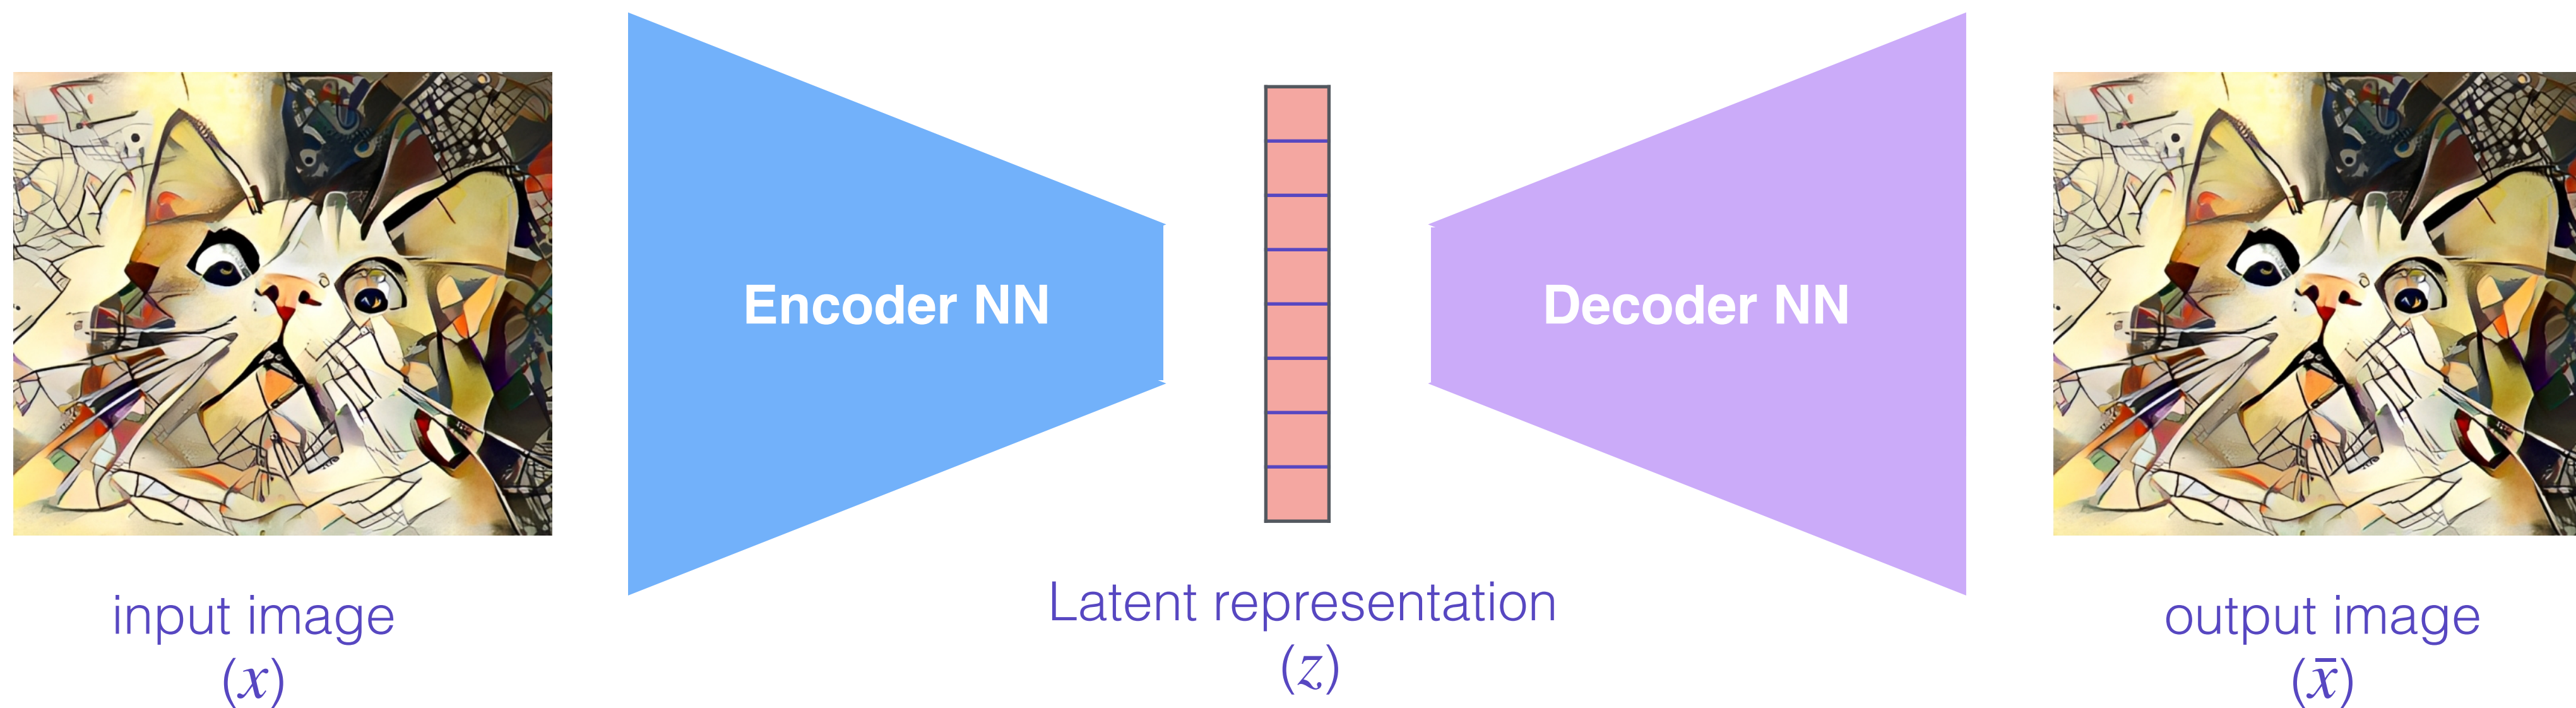 Encoder NN
Decoder NN
input image
(x)
Latent representation
(z)
output image
(x̄)